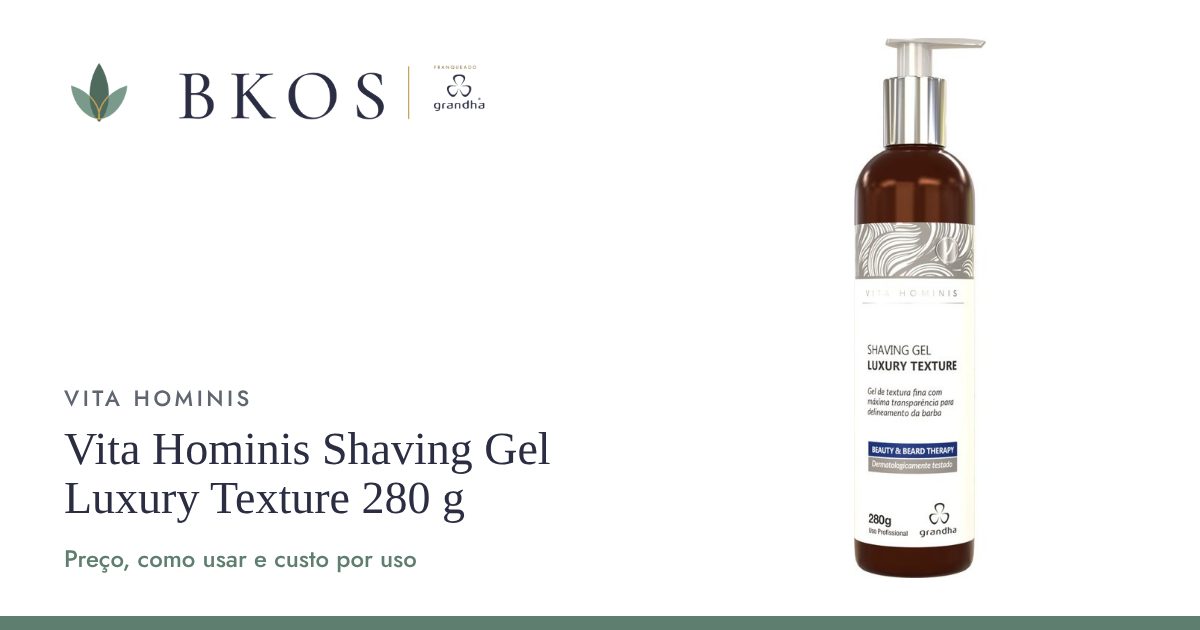 BKOS
FRANQUEADO
grandha
VITA HOMINIS
Vita Hominis Shaving Gel
Luxury Texture 280 g
Preço, como usar e custo por uso
VITA HOMINIS
SHAVING GEL
LUXURY TEXTURE
Gel de textura fina com
máxima transparência para
delineamento da barba
BEAUTY & BEARD THERAPY
Dermatologicamente testado
280g
Uso Profissional
grandha